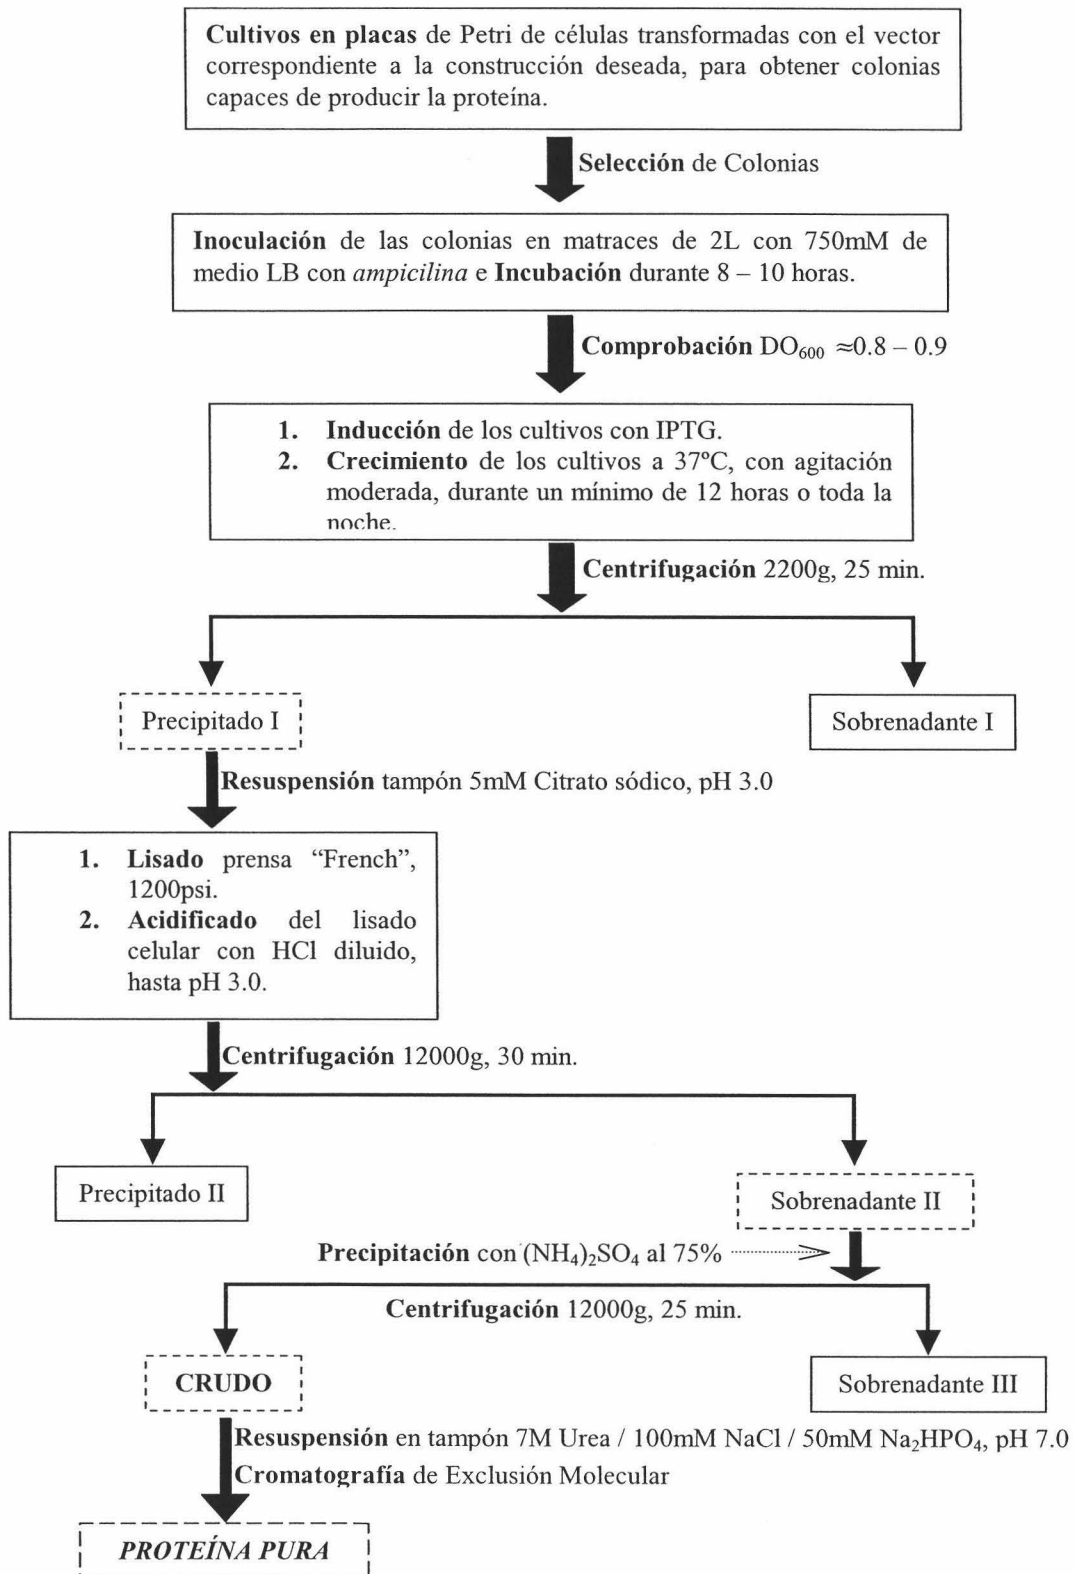 Cultivos en placas de Petri de células transformadas con el vector
correspondiente a la construcción deseada, para obtener colonias
capaces de producir la proteína.
Selección de Colonias
Inoculación de las colonias en matraces de 2L con 750mM de
medio LB con ampicilina e Incubación durante 8 – 10 horas.
Comprobación DO₆₀₀ ≈0.8 – 0.9
1. Inducción de los cultivos con IPTG.
2. Crecimiento de los cultivos a 37ºC, con agitación
moderada, durante un mínimo de 12 horas o toda la
noche.
Centrifugación 2200g, 25 min.
Precipitado I
Sobrenadante I
Resuspensión tampón 5mM Citrato sódico, pH 3.0
1. Lisado prensa “French”,
1200psi.
2. Acidificado del lisado
celular con HCl diluido,
hasta pH 3.0.
Centrifugación 12000g, 30 min.
Precipitado II
Sobrenadante II
Precipitación con (NH₄)₂SO₄ al 75%
Centrifugación 12000g, 25 min.
CRUDO
Sobrenadante III
Resuspensión en tampón 7M Urea / 100mM NaCl / 50mM Na₂HPO₄, pH 7.0
Cromatografía de Exclusión Molecular
PROTEÍNA PURA